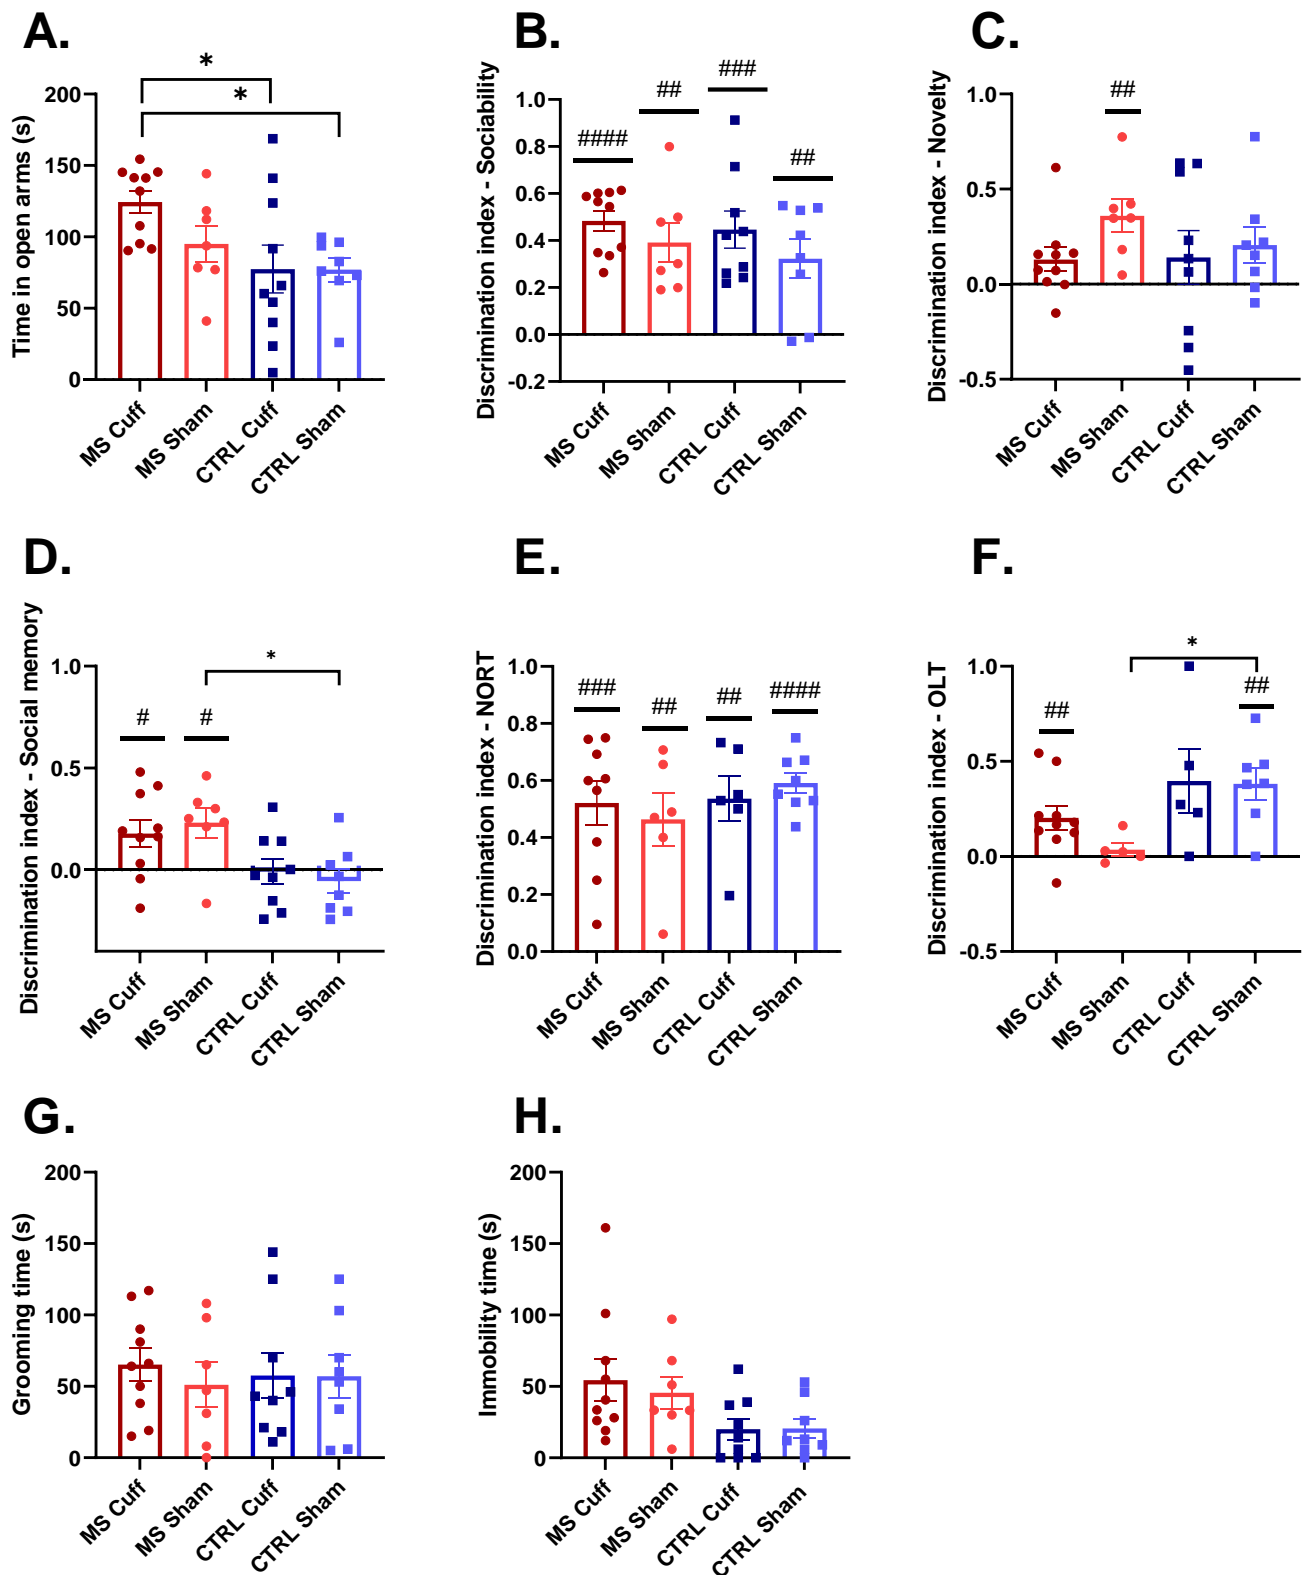 A.
*
*
Time in open arms (s)
200
150
100
50
0
MS Cuff
MS Sham
CTRL Cuff
CTRL Sham
B.
####
##
###
##
Discrimination index - Sociability
1.0
0.8
0.6
0.4
0.2
0.0
-0.2
MS Cuff
MS Sham
CTRL Cuff
CTRL Sham
C.
##
Discrimination index - Novelty
1.0
0.5
0.0
-0.5
MS Cuff
MS Sham
CTRL Cuff
CTRL Sham
D.
#
#
*
Discrimination index - Social memory
1.0
0.5
0.0
MS Cuff
MS Sham
CTRL Cuff
CTRL Sham
E.
###
##
##
####
Discrimination index - NORT
1.0
0.8
0.6
0.4
0.2
0.0
MS Cuff
MS Sham
CTRL Cuff
CTRL Sham
F.
##
*
##
Discrimination index - OLT
1.0
0.5
0.0
-0.5
MS Cuff
MS Sham
CTRL Cuff
CTRL Sham
G.
Grooming time (s)
200
150
100
50
0
MS Cuff
MS Sham
CTRL Cuff
CTRL Sham
H.
Immobility time (s)
200
150
100
50
0
MS Cuff
MS Sham
CTRL Cuff
CTRL Sham